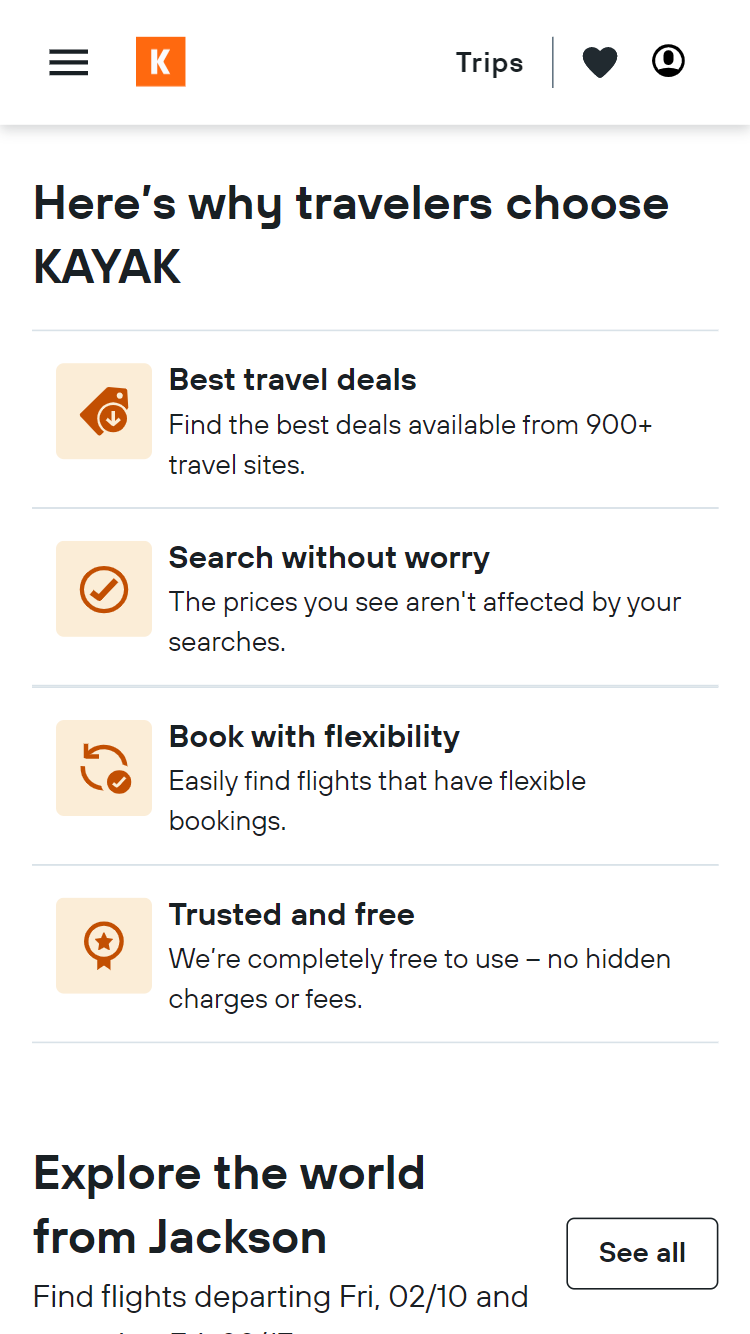 K
Trips
Here’s why travelers choose
KAYAK
Best travel deals
Find the best deals available from 900+
travel sites.
Search without worry
The prices you see aren't affected by your
searches.
Book with flexibility
Easily find flights that have flexible
bookings.
Trusted and free
We’re completely free to use – no hidden
charges or fees.
Explore the world
from Jackson
See all
Find flights departing Fri, 02/10 and